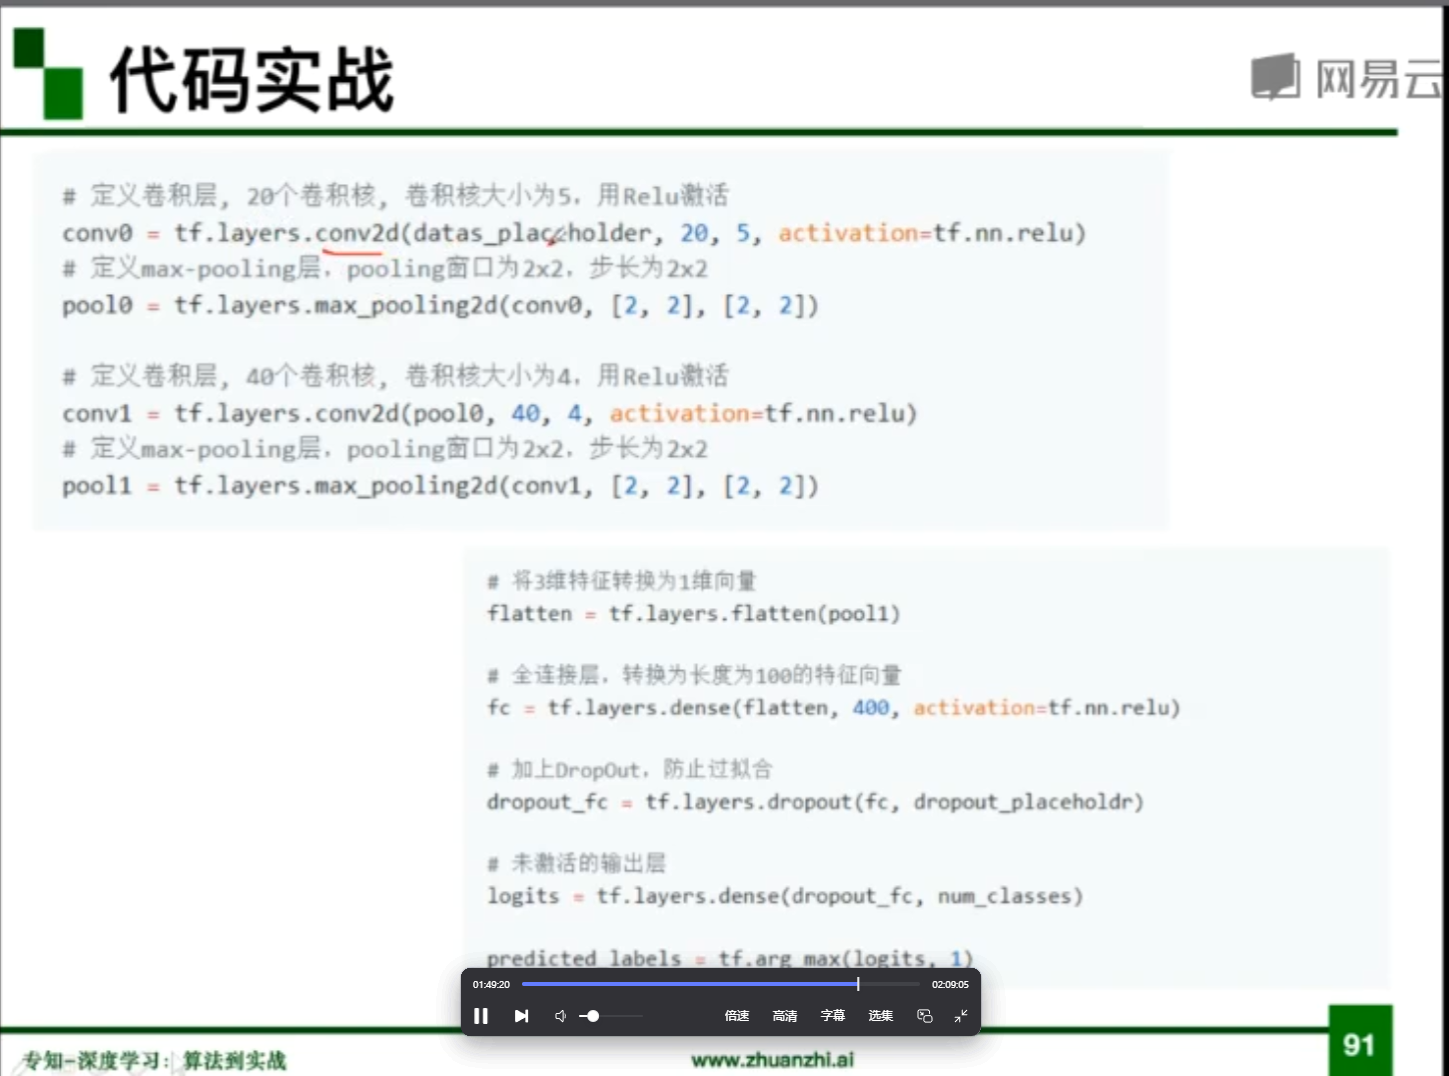 代码实战
网易云
# 定义卷积层, 20个卷积核, 卷积核大小为5，用Relu激活
conv0 = tf.layers.conv2d(datas_placeholder, 20, 5, activation=tf.nn.relu)
# 定义max-pooling层，pooling窗口为2x2，步长为2x2
pool0 = tf.layers.max_pooling2d(conv0, [2, 2], [2, 2])
# 定义卷积层, 40个卷积核, 卷积核大小为4，用Relu激活
conv1 = tf.layers.conv2d(pool0, 40, 4, activation=tf.nn.relu)
# 定义max-pooling层，pooling窗口为2x2，步长为2x2
pool1 = tf.layers.max_pooling2d(conv1, [2, 2], [2, 2])
# 将3维特征转换为1维向量
flatten = tf.layers.flatten(pool1)
# 全连接层，转换为长度为100的特征向量
fc = tf.layers.dense(flatten, 400, activation=tf.nn.relu)
# 加上DropOut，防止过拟合
dropout_fc = tf.layers.dropout(fc, dropout_placeholdr)
# 未激活的输出层
logits = tf.layers.dense(dropout_fc, num_classes)
predicted_labels = tf.arg_max(logits, 1)
01:49:20 02:09:05
倍速 高清 字幕 选集
专知-深度学习：算法到实战
www.zhuanzhi.ai
91